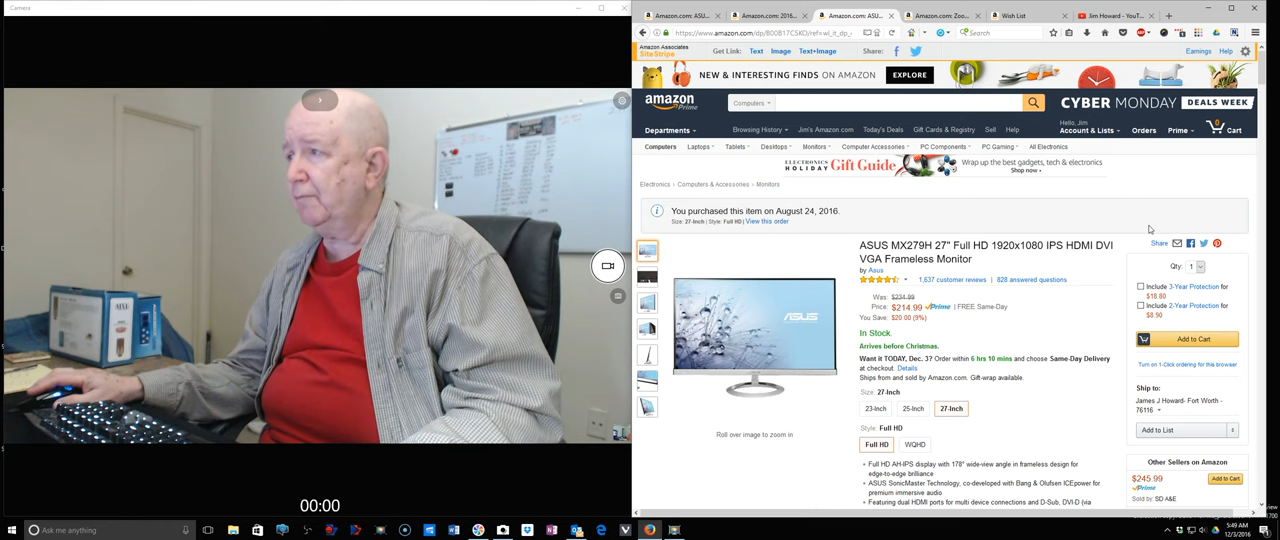 Camera
Amazon.com: ASU...
Amazon.com: 2016...
Amazon.com: ASU...
Amazon.com: Zoo...
Wish List
Jim Howard - YouT...
Search
Amazon Associates
SiteStripe
Get Link: Text Image Text+Image
Share:
Earnings Help
NEW & INTERESTING FINDS ON AMAZON EXPLORE
amazon
Prime
Computers
CYBER MONDAY DEALS WEEK
Departments
Browsing History Jim's Amazon.com Today's Deals Gift Cards & Registry Sell Help
Hello, Jim
Account & Lists Orders Prime 0 Cart
Computers Laptops Tablets Desktops Monitors Computer Accessories PC Components PC Gaming All Electronics
ELECTRONICS HOLIDAY Gift Guide
Wrap up the best gadgets, tech & electronics
Shop now
Electronics › Computers & Accessories › Monitors
You purchased this item on August 24, 2016.
Size: 27-Inch | Style: Full HD | View this order
ASUS MX279H 27" Full HD 1920x1080 IPS HDMI DVI
VGA Frameless Monitor
by Asus
1,637 customer reviews | 828 answered questions
Was: $234.99
Price: $214.99 Prime | FREE Same-Day
You Save: $20.00 (9%)
In Stock.
Arrives before Christmas.
Want it TODAY, Dec. 3? Order within 6 hrs 10 mins and choose Same-Day Delivery
at checkout. Details
Ships from and sold by Amazon.com. Gift-wrap available.
Size: 27-Inch
23-Inch 25-Inch 27-Inch
Style: Full HD
Full HD WQHD
Full HD AH-IPS display with 178° wide-view angle in frameless design for
edge-to-edge brilliance
ASUS SonicMaster Technology, co-developed with Bang & Olufsen ICEpower for
premium immersive audio
Featuring dual HDMI ports for multi device connections and D-Sub, DVI-D (via
ASUS
Roll over image to zoom in
Share
Qty: 1
Include 3-Year Protection for
$18.80
Include 2-Year Protection for
$8.90
Add to Cart
Turn on 1-Click ordering for this browser
Ship to:
James J Howard- Fort Worth -
76116
Add to List
Other Sellers on Amazon
$245.99
Prime
Add to Cart
Sold by: SD A&E
00:00
Ask me anything
5:49 AM
12/3/2016